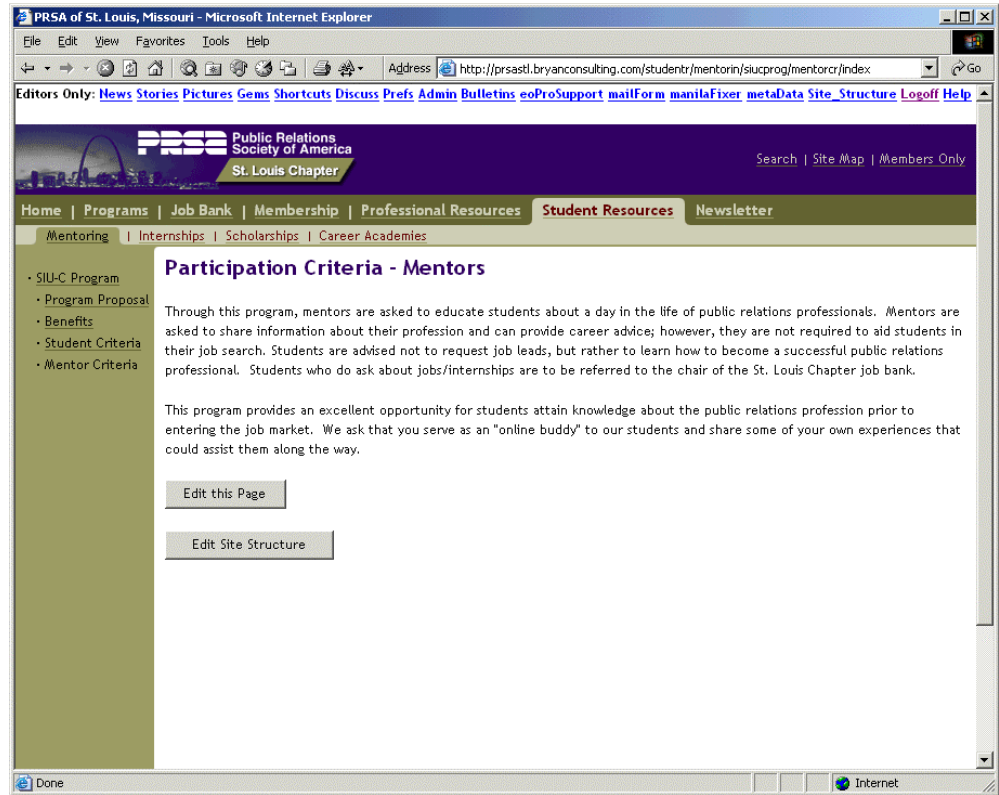 PRSA of St. Louis, Missouri - Microsoft Internet Explorer
File Edit View Favorites Tools Help
Address http://prsastl.bryanconsulting.com/studentr/mentorin/siucprog/mentorcr/index Go
Editors Only: News Stories Pictures Gems Shortcuts Discuss Prefs Admin Bulletins eoProSupport mailForm manilaFixer metaData Site_Structure Logoff Help
PRSA Public Relations
Society of America
St. Louis Chapter
Search | Site Map | Members Only
Home | Programs | Job Bank | Membership | Professional Resources Student Resources Newsletter
Mentoring | Internships | Scholarships | Career Academies
· SIU-C Program
· Program Proposal
· Benefits
· Student Criteria
· Mentor Criteria
Participation Criteria - Mentors
Through this program, mentors are asked to educate students about a day in the life of public relations professionals. Mentors are
asked to share information about their profession and can provide career advice; however, they are not required to aid students in
their job search. Students are advised not to request job leads, but rather to learn how to become a successful public relations
professional. Students who do ask about jobs/internships are to be referred to the chair of the St. Louis Chapter job bank.
This program provides an excellent opportunity for students attain knowledge about the public relations profession prior to
entering the job market. We ask that you serve as an "online buddy" to our students and share some of your own experiences that
could assist them along the way.
Edit this Page
Edit Site Structure
Done
Internet